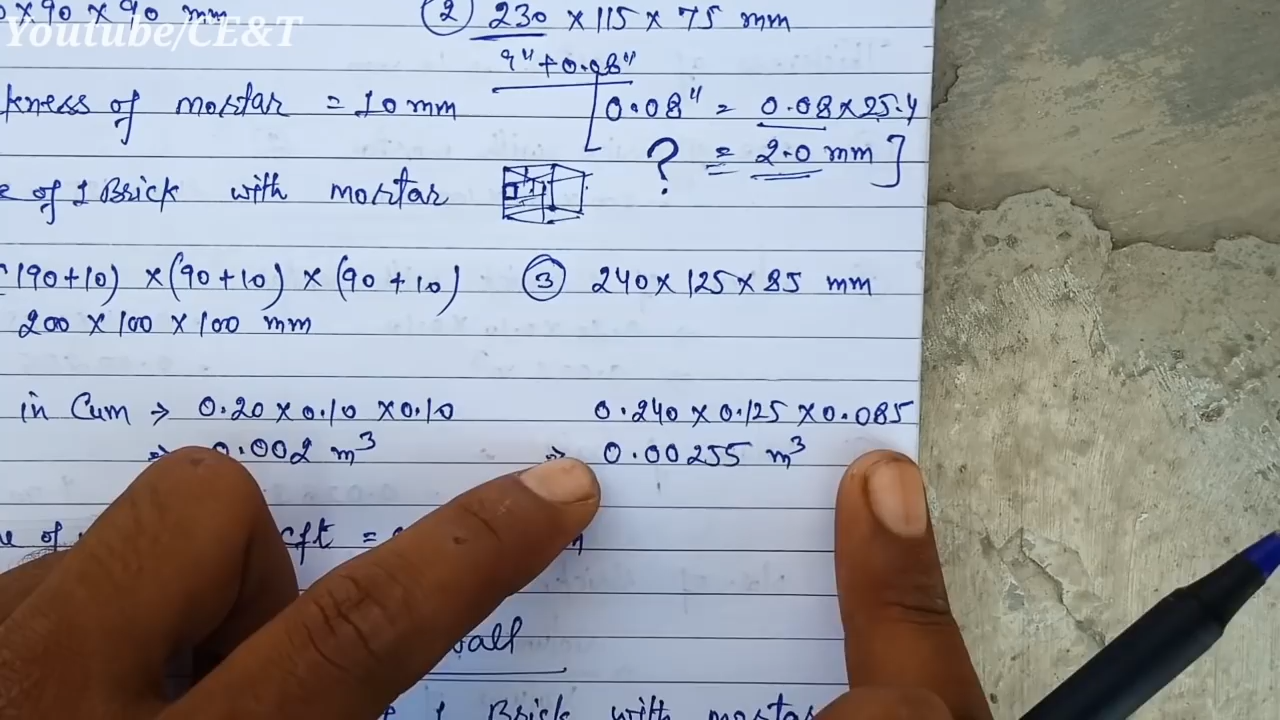 0 × 90 × 90 mm
Youtube/CE&T
② 230 × 115 × 75 mm
9" + 0.08"
kness of mortar = 10 mm
[0.08" = 0.08 × 25.4
? = 2.0 mm]
of 1 Brick with mortar
(190+10) × (90+10) × (90+10)
③ 240 × 125 × 85 mm
200 × 100 × 100 mm
in Cum → 0.20 × 0.10 × 0.10
0.240 × 0.125 × 0.085
⇒ 0.002 m³
⇒ 0.00255 m³
of cft =
1 Brick with mortar